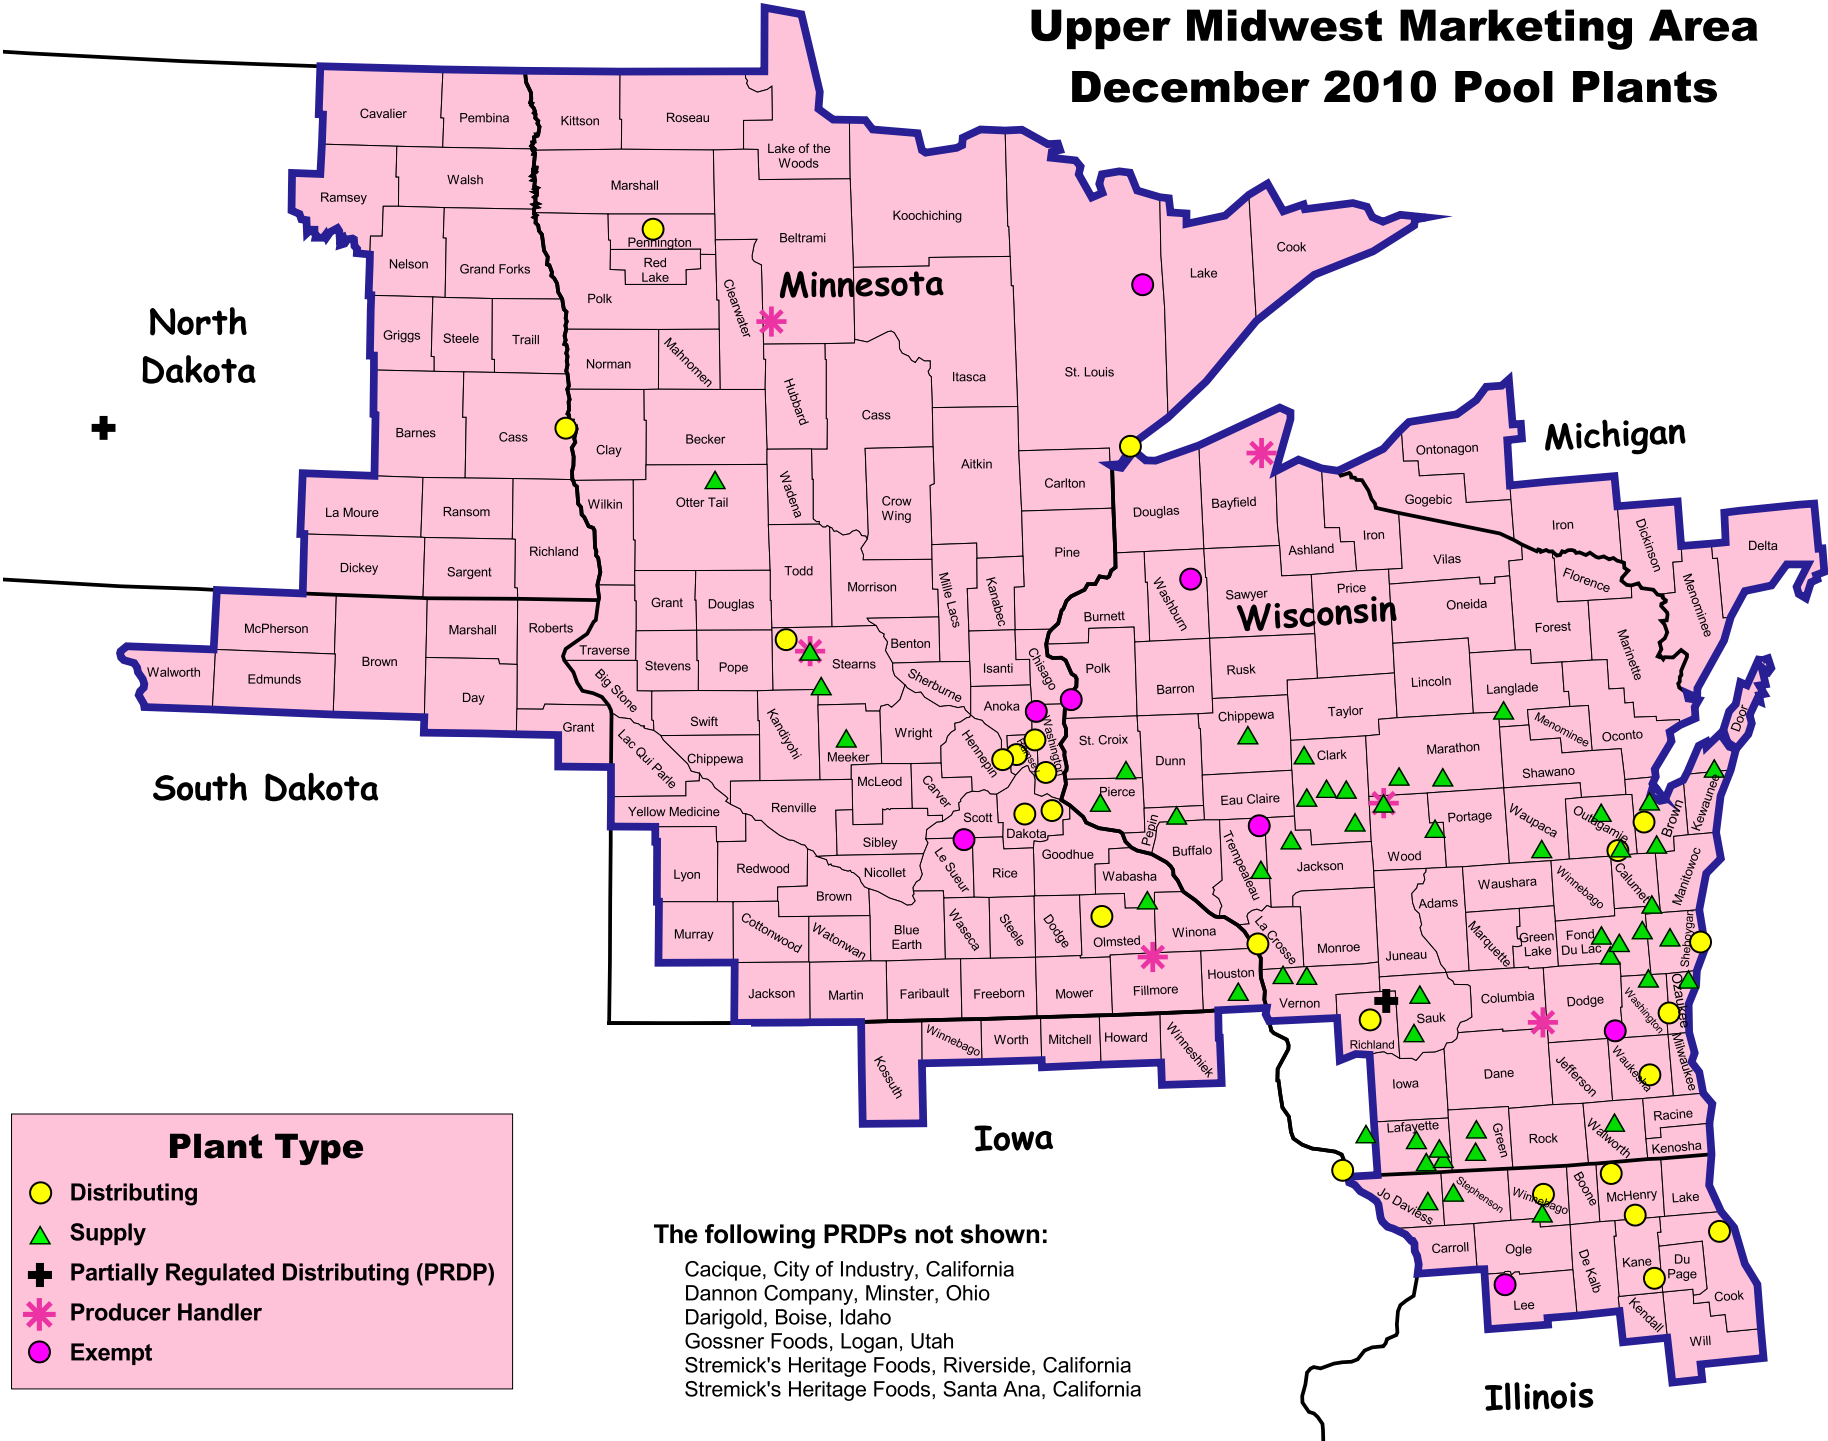 Upper Midwest Marketing Area
December 2010 Pool Plants
North
Dakota
South Dakota
Minnesota
Wisconsin
Michigan
Iowa
Illinois
Cavalier
Pembina
Kittson
Roseau
Lake of the
Woods
Ramsey
Walsh
Marshall
Koochiching
Nelson
Grand Forks
Pennington
Red
Lake
Polk
Beltrami
Clearwater
Lake
Cook
Griggs
Steele
Traill
Norman
Mahnomen
Hubbard
Itasca
St. Louis
Cass
Barnes
Cass
Clay
Becker
Aitkin
Carlton
La Moure
Ransom
Richland
Wilkin
Otter Tail
Wadena
Crow
Wing
Pine
Dickey
Sargent
Todd
Morrison
Mille Lacs
Kanabec
Grant
Douglas
McPherson
Brown
Marshall
Roberts
Traverse
Walworth
Edmunds
Day
Grant
Stevens
Pope
Big Stone
Stearns
Benton
Sherburne
Isanti
Chisago
Anoka
Swift
Kandiyohi
Meeker
Wright
Hennepin
Ramsey
Washington
Lac Qui Parle
Chippewa
Yellow Medicine
Renville
McLeod
Carver
Scott
Dakota
Sibley
Nicollet
Le Sueur
Rice
Goodhue
Wabasha
Lyon
Redwood
Brown
Murray
Cottonwood
Watonwan
Blue
Earth
Waseca
Steele
Dodge
Olmsted
Winona
Jackson
Martin
Faribault
Freeborn
Mower
Fillmore
Houston
Kossuth
Winnebago
Worth
Mitchell
Howard
Winneshiek
Douglas
Bayfield
Ashland
Iron
Ontonagon
Gogebic
Iron
Dickinson
Menominee
Delta
Vilas
Florence
Burnett
Washburn
Sawyer
Price
Oneida
Forest
Marinette
Polk
Barron
Rusk
Lincoln
Langlade
Taylor
Chippewa
Menominee
Oconto
Door
St. Croix
Dunn
Clark
Marathon
Shawano
Pierce
Pepin
Eau Claire
Buffalo
Trempealeau
Jackson
Wood
Portage
Waupaca
Outagamie
Brown
Kewaunee
Adams
Waushara
Winnebago
Calumet
Manitowoc
La Crosse
Monroe
Juneau
Marquette
Green
Lake
Fond
Du Lac
Sheboygan
Vernon
Richland
Sauk
Columbia
Dodge
Washington
Ozaukee
Iowa
Dane
Jefferson
Waukesha
Milwaukee
Lafayette
Green
Rock
Walworth
Racine
Kenosha
Jo Daviess
Stephenson
Winnebago
Boone
McHenry
Lake
Carroll
Ogle
De Kalb
Kane
Du
Page
Cook
Lee
Kendall
Will
Plant Type
Distributing
Supply
Partially Regulated Distributing (PRDP)
Producer Handler
Exempt
The following PRDPs not shown:
Cacique, City of Industry, California
Dannon Company, Minster, Ohio
Darigold, Boise, Idaho
Gossner Foods, Logan, Utah
Stremick's Heritage Foods, Riverside, California
Stremick's Heritage Foods, Santa Ana, California